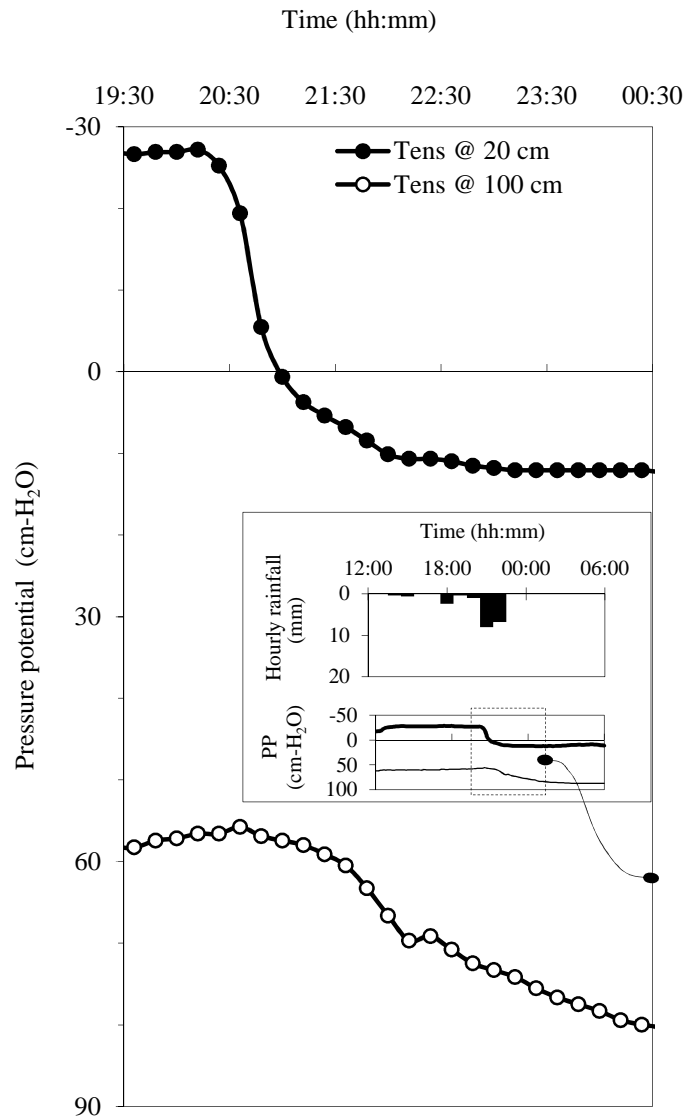 Time (hh:mm)
19:30 20:30 21:30 22:30 23:30 00:30
-30
0
30
60
90
Pressure potential (cm-H₂O)
Tens @ 20 cm
Tens @ 100 cm
Time (hh:mm)
12:00 18:00 00:00 06:00
Hourly rainfall
(mm)
0
10
20
PP
(cm-H₂O)
-50
0
50
100